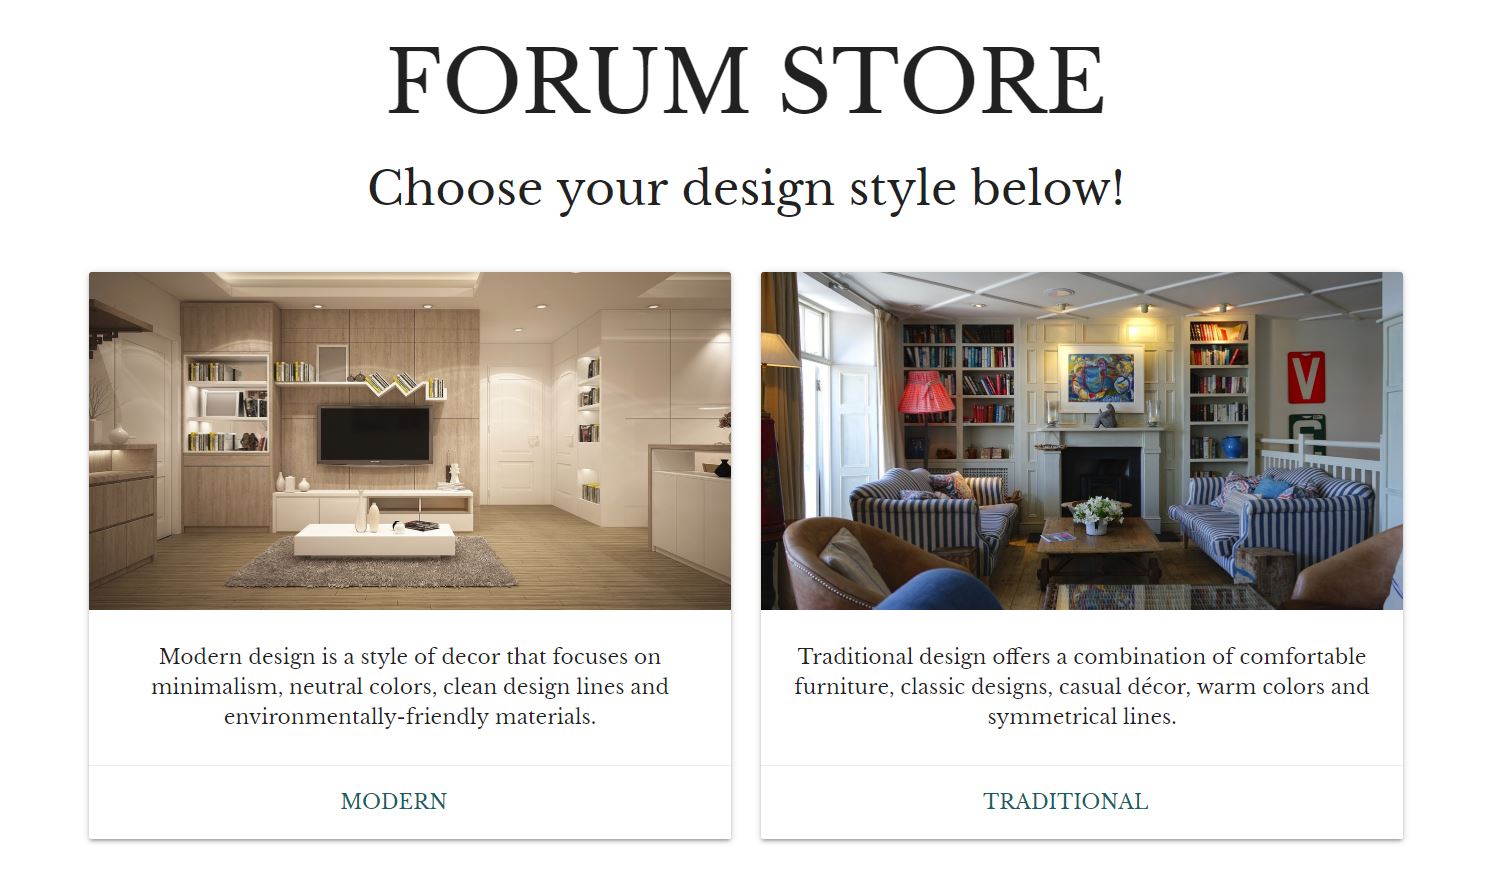 FORUM STORE
Choose your design style below!
V
Modern design is a style of decor that focuses on
minimalism, neutral colors, clean design lines and
environmentally-friendly materials.
Traditional design offers a combination of comfortable
furniture, classic designs, casual décor, warm colors and
symmetrical lines.
MODERN
TRADITIONAL